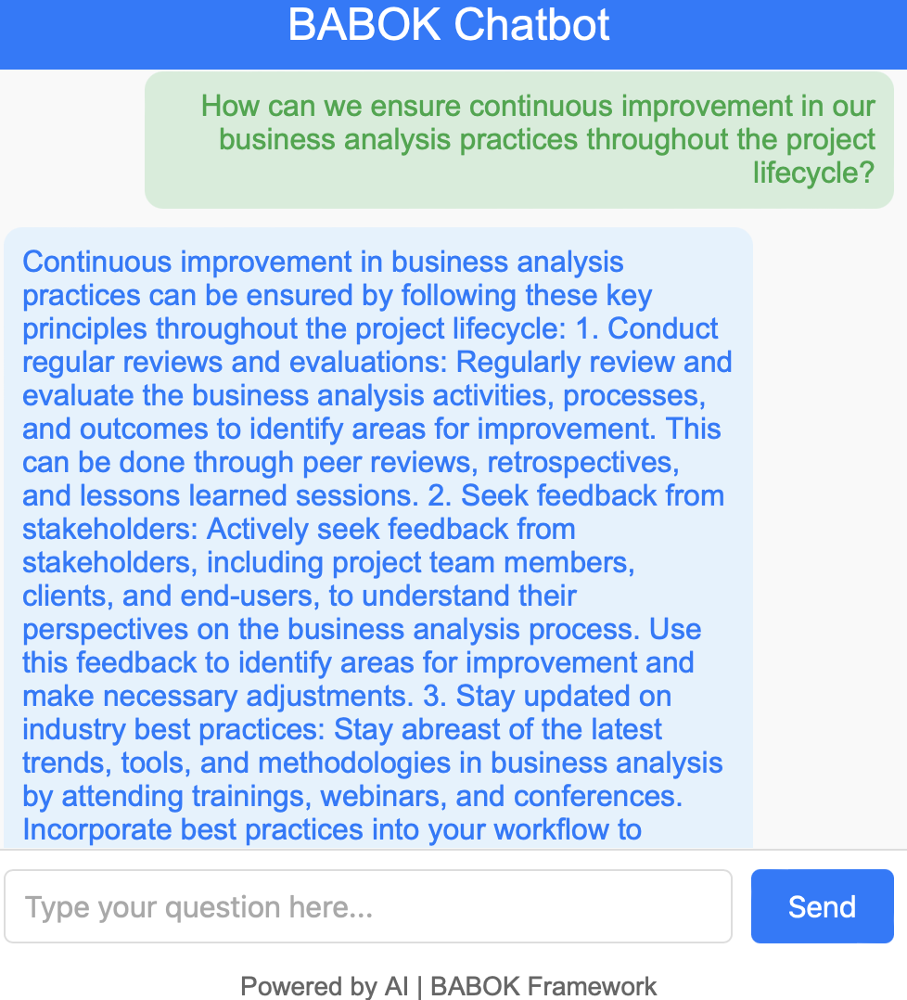 BABOK Chatbot
How can we ensure continuous improvement in our
business analysis practices throughout the project
lifecycle?
Continuous improvement in business analysis
practices can be ensured by following these key
principles throughout the project lifecycle: 1. Conduct
regular reviews and evaluations: Regularly review and
evaluate the business analysis activities, processes,
and outcomes to identify areas for improvement. This
can be done through peer reviews, retrospectives,
and lessons learned sessions. 2. Seek feedback from
stakeholders: Actively seek feedback from
stakeholders, including project team members,
clients, and end-users, to understand their
perspectives on the business analysis process. Use
this feedback to identify areas for improvement and
make necessary adjustments. 3. Stay updated on
industry best practices: Stay abreast of the latest
trends, tools, and methodologies in business analysis
by attending trainings, webinars, and conferences.
Incorporate best practices into your workflow to
Type your question here...
Send
Powered by AI | BABOK Framework